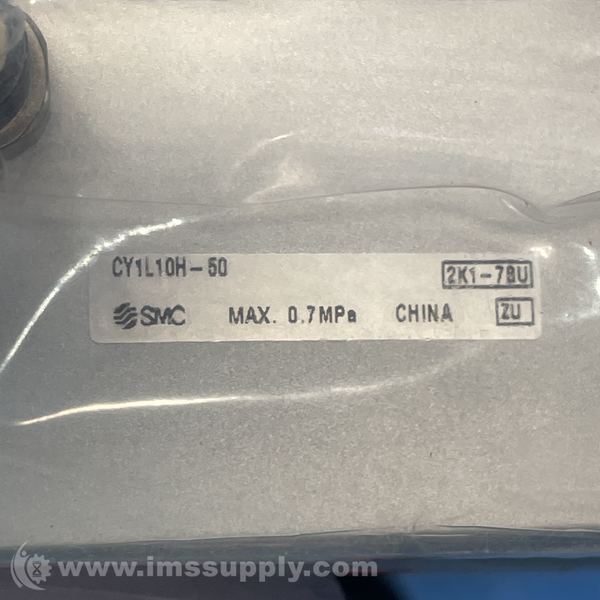 CY1L10H-50
2K1-78U
SMC MAX. 0.7MPa CHINA ZU
www.imssupply.com